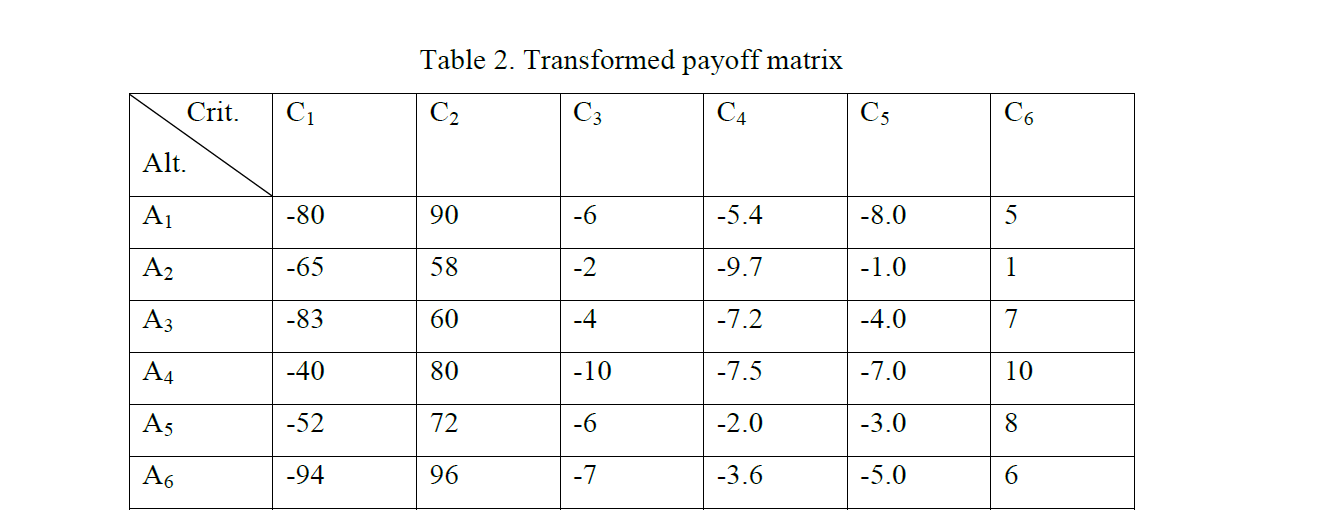 Table 2. Transformed payoff matrix
Crit. C₁ C₂ C₃ C₄ C₅ C₆
Alt.
A₁ -80 90 -6 -5.4 -8.0 5
A₂ -65 58 -2 -9.7 -1.0 1
A₃ -83 60 -4 -7.2 -4.0 7
A₄ -40 80 -10 -7.5 -7.0 10
A₅ -52 72 -6 -2.0 -3.0 8
A₆ -94 96 -7 -3.6 -5.0 6